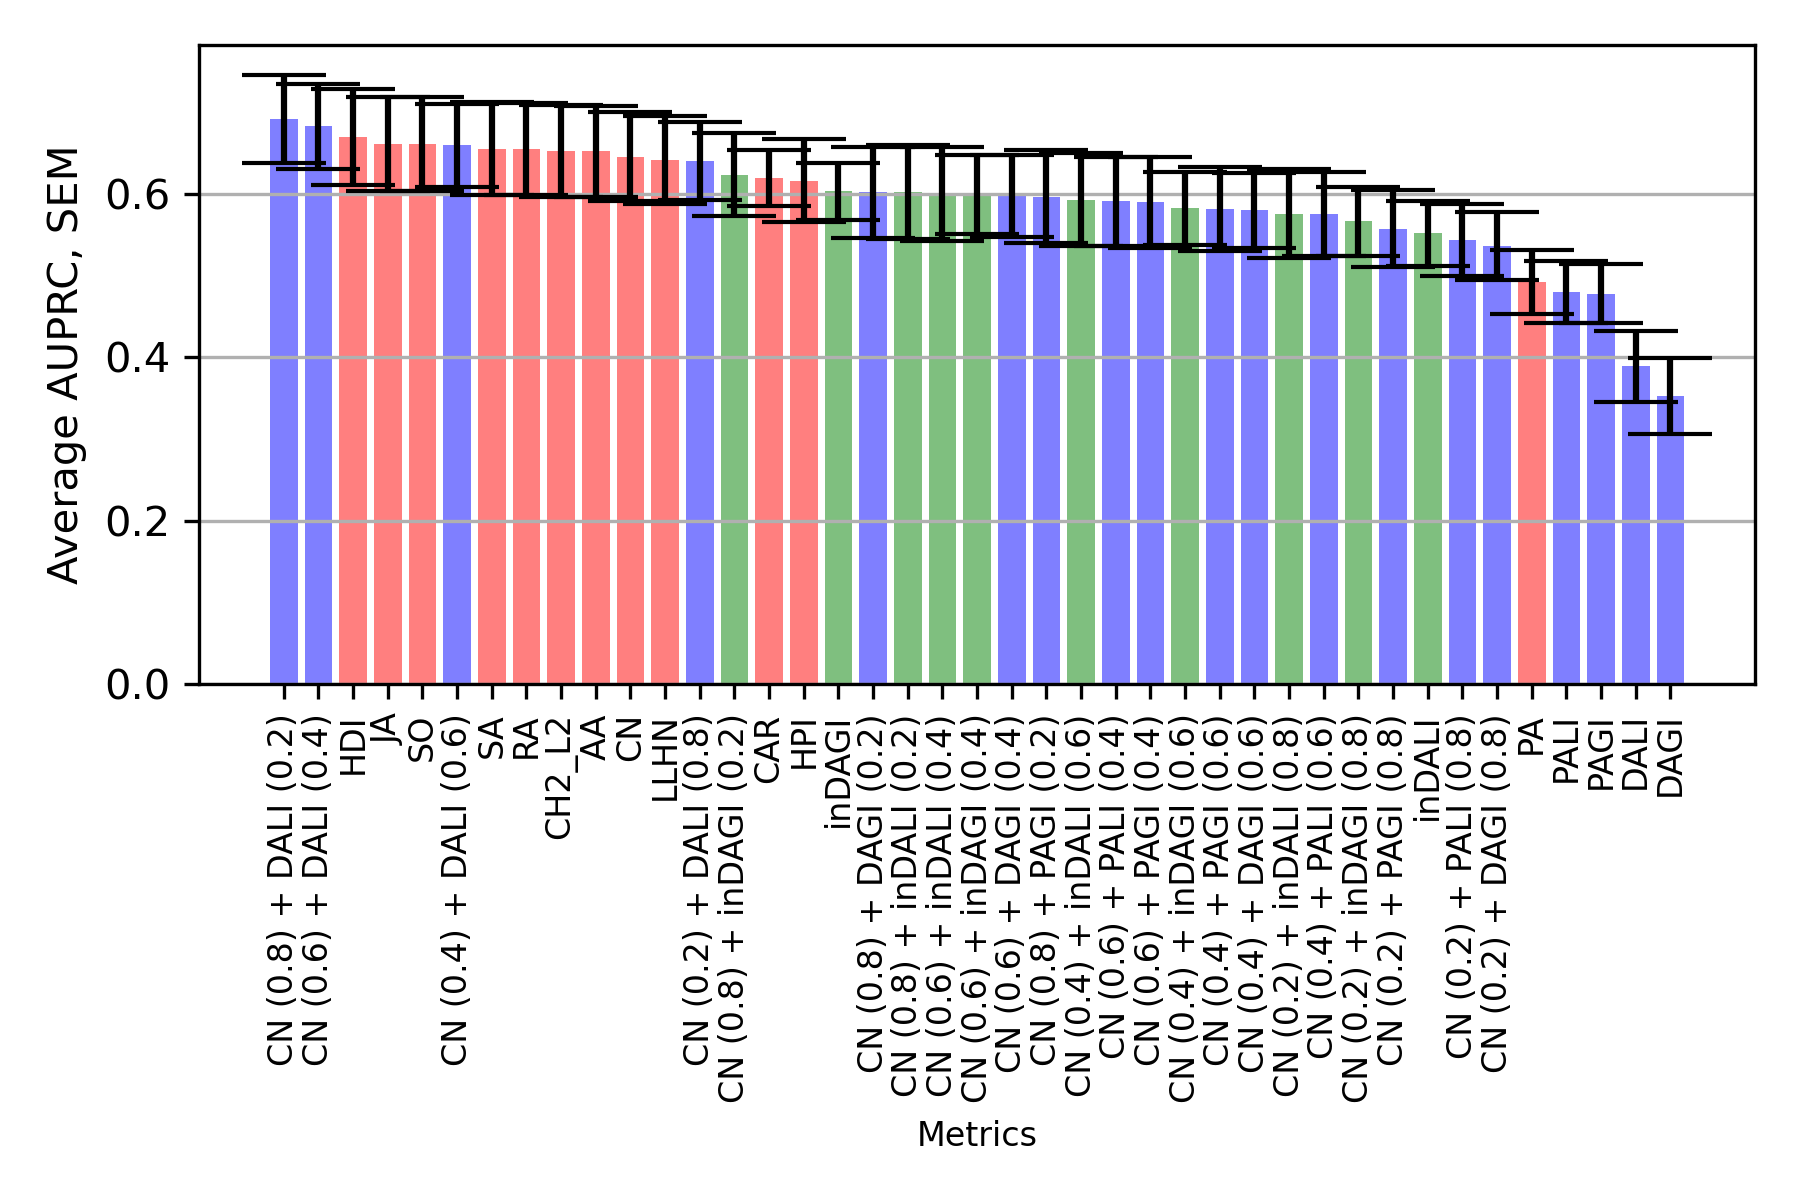 Average AUPRC, SEM
0.6
0.4
0.2
0.0
CN (0.8) + DALI (0.2)
CN (0.6) + DALI (0.4)
HDI
JA
SO
CN (0.4) + DALI (0.6)
SA
RA
CH2_L2
AA
CN
LLHN
CN (0.2) + DALI (0.8)
CN (0.8) + inDAGI (0.2)
CAR
HPI
inDAGI
CN (0.8) + DAGI (0.2)
CN (0.8) + inDALI (0.2)
CN (0.6) + inDALI (0.4)
CN (0.6) + inDAGI (0.4)
CN (0.6) + DAGI (0.4)
CN (0.8) + PAGI (0.2)
CN (0.4) + inDALI (0.6)
CN (0.6) + PALI (0.4)
CN (0.6) + PAGI (0.4)
CN (0.4) + inDAGI (0.6)
CN (0.4) + PAGI (0.6)
CN (0.4) + DAGI (0.6)
CN (0.2) + inDALI (0.8)
CN (0.4) + PALI (0.6)
CN (0.2) + inDAGI (0.8)
CN (0.2) + PAGI (0.8)
inDALI
CN (0.2) + PALI (0.8)
CN (0.2) + DAGI (0.8)
PA
PALI
PAGI
DALI
DAGI
Metrics